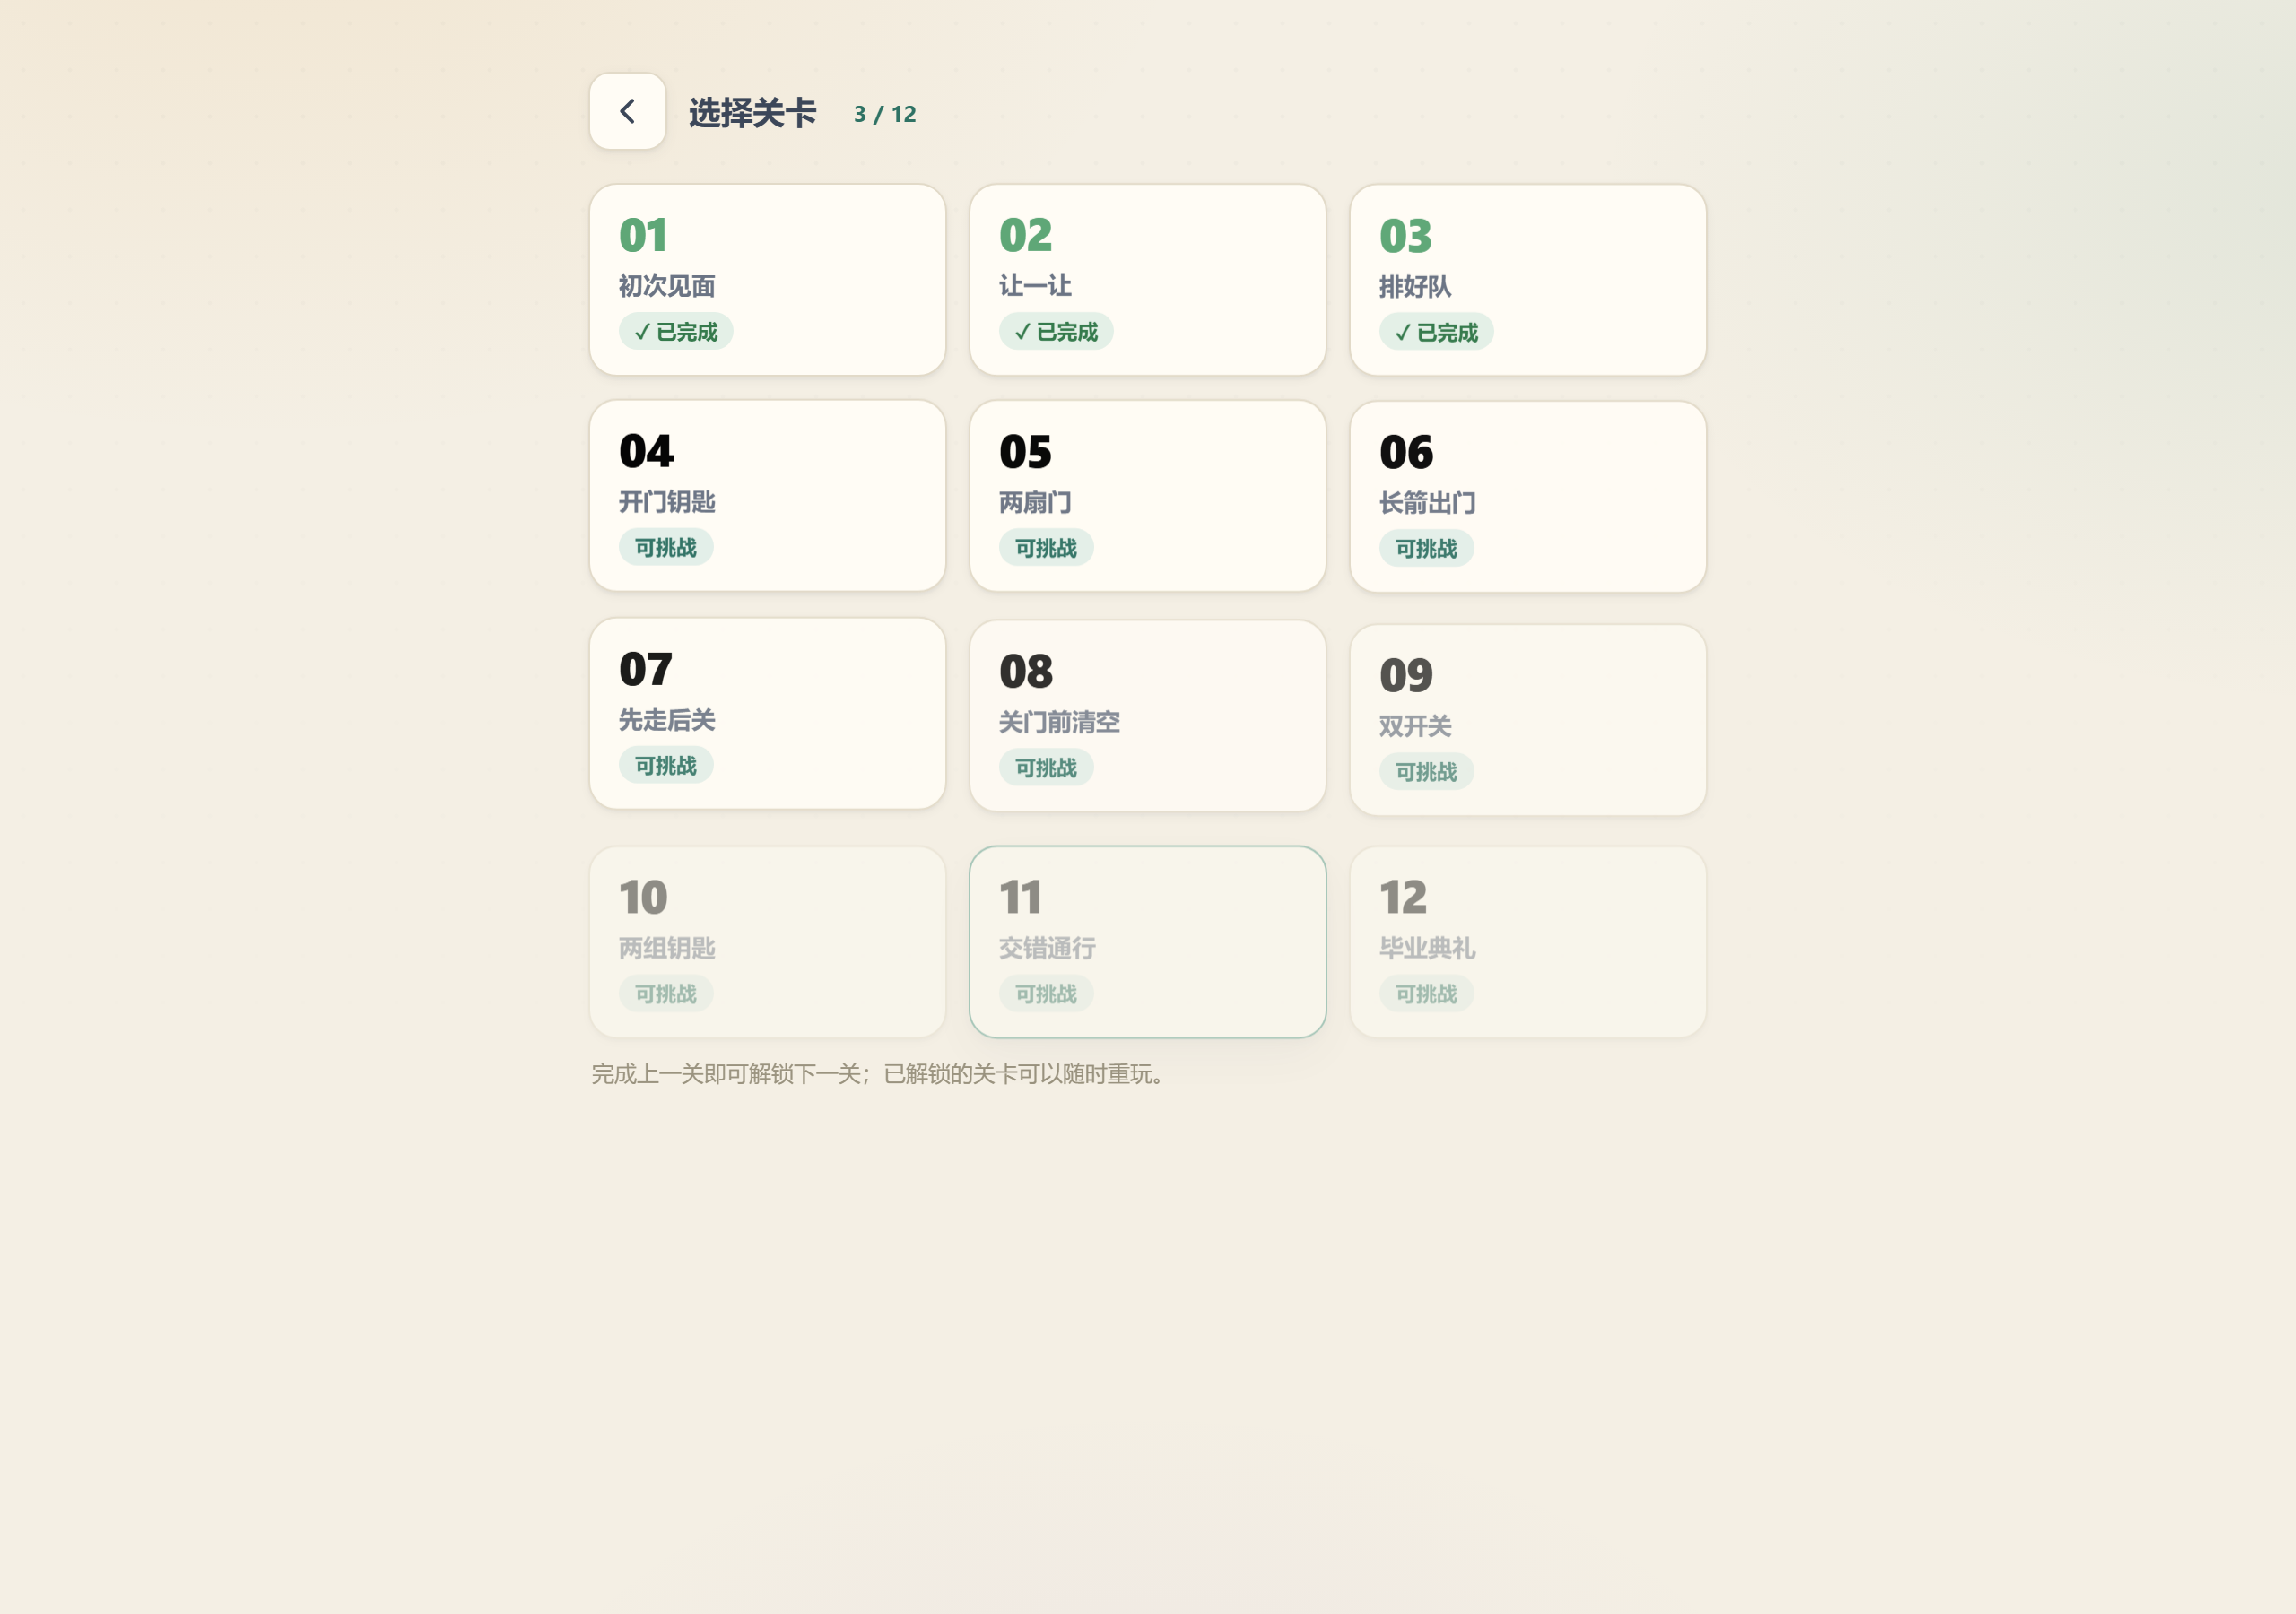 选择关卡 3 / 12
01
初次见面
✓ 已完成
02
让一让
✓ 已完成
03
排好队
✓ 已完成
04
开门钥匙
可挑战
05
两扇门
可挑战
06
长箭出门
可挑战
07
先走后关
可挑战
08
关门前清空
可挑战
09
双开关
可挑战
10
两组钥匙
可挑战
11
交错通行
可挑战
12
毕业典礼
可挑战
完成上一关即可解锁下一关；已解锁的关卡可以随时重玩。